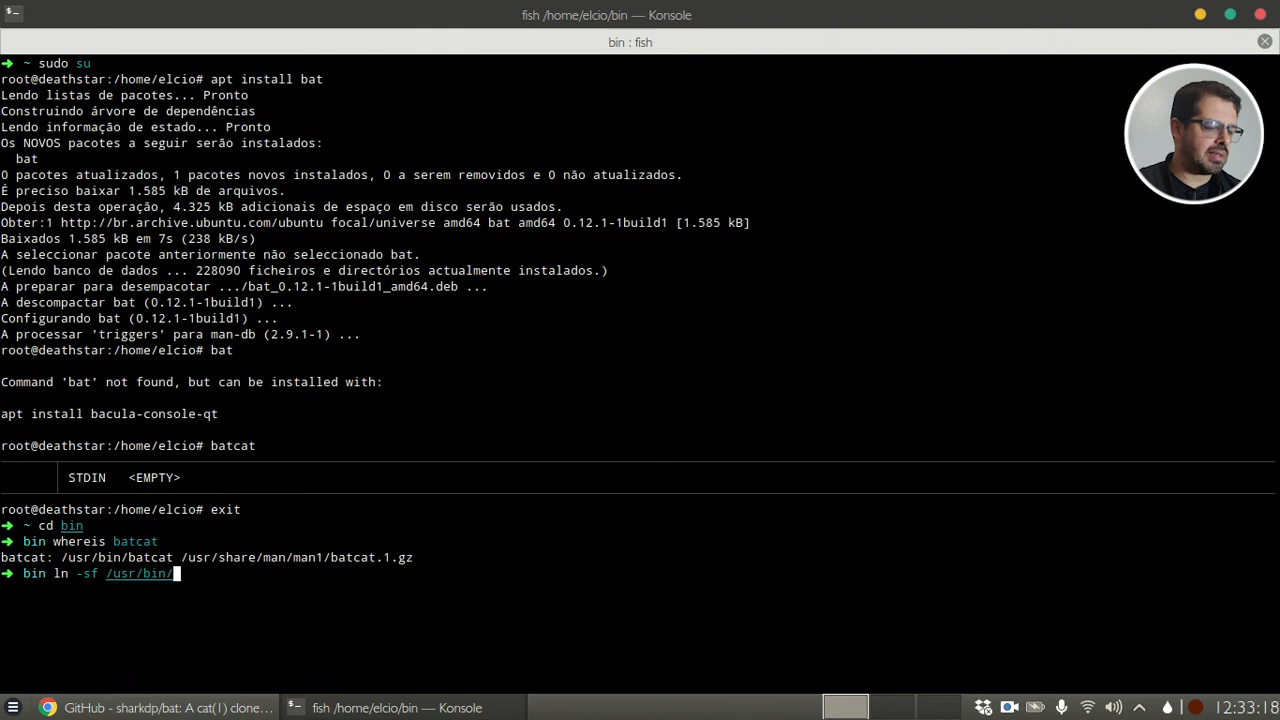 fish /home/elcio/bin — Konsole
bin : fish
➜ ~ sudo su
root@deathstar:/home/elcio# apt install bat
Lendo listas de pacotes... Pronto
Construindo árvore de dependências
Lendo informação de estado... Pronto
Os NOVOS pacotes a seguir serão instalados:
bat
0 pacotes atualizados, 1 pacotes novos instalados, 0 a serem removidos e 0 não atualizados.
É preciso baixar 1.585 kB de arquivos.
Depois desta operação, 4.325 kB adicionais de espaço em disco serão usados.
Obter:1 http://br.archive.ubuntu.com/ubuntu focal/universe amd64 bat amd64 0.12.1-1build1 [1.585 kB]
Baixados 1.585 kB em 7s (238 kB/s)
A seleccionar pacote anteriormente não seleccionado bat.
(Lendo banco de dados ... 228090 ficheiros e directórios actualmente instalados.)
A preparar para desempacotar .../bat_0.12.1-1build1_amd64.deb ...
A descompactar bat (0.12.1-1build1) ...
Configurando bat (0.12.1-1build1) ...
A processar 'triggers' para man-db (2.9.1-1) ...
root@deathstar:/home/elcio# bat
Command 'bat' not found, but can be installed with:
apt install bacula-console-qt
root@deathstar:/home/elcio# batcat
STDIN <EMPTY>
root@deathstar:/home/elcio# exit
➜ ~ cd bin
➜ bin whereis batcat
batcat: /usr/bin/batcat /usr/share/man/man1/batcat.1.gz
➜ bin ln -sf /usr/bin/
GitHub - sharkdp/bat: A cat(1) clone...
fish /home/elcio/bin — Konsole
12:33:18